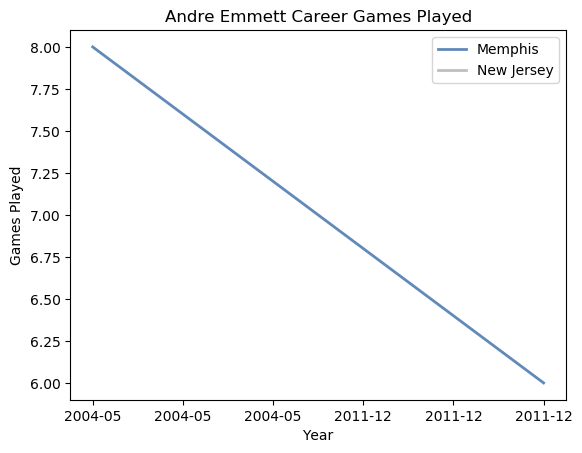 Andre Emmett Career Games Played
Memphis
New Jersey
8.00
7.75
7.50
7.25
7.00
6.75
6.50
6.25
6.00
Games Played
2004-05 2004-05 2004-05 2011-12 2011-12 2011-12
Year